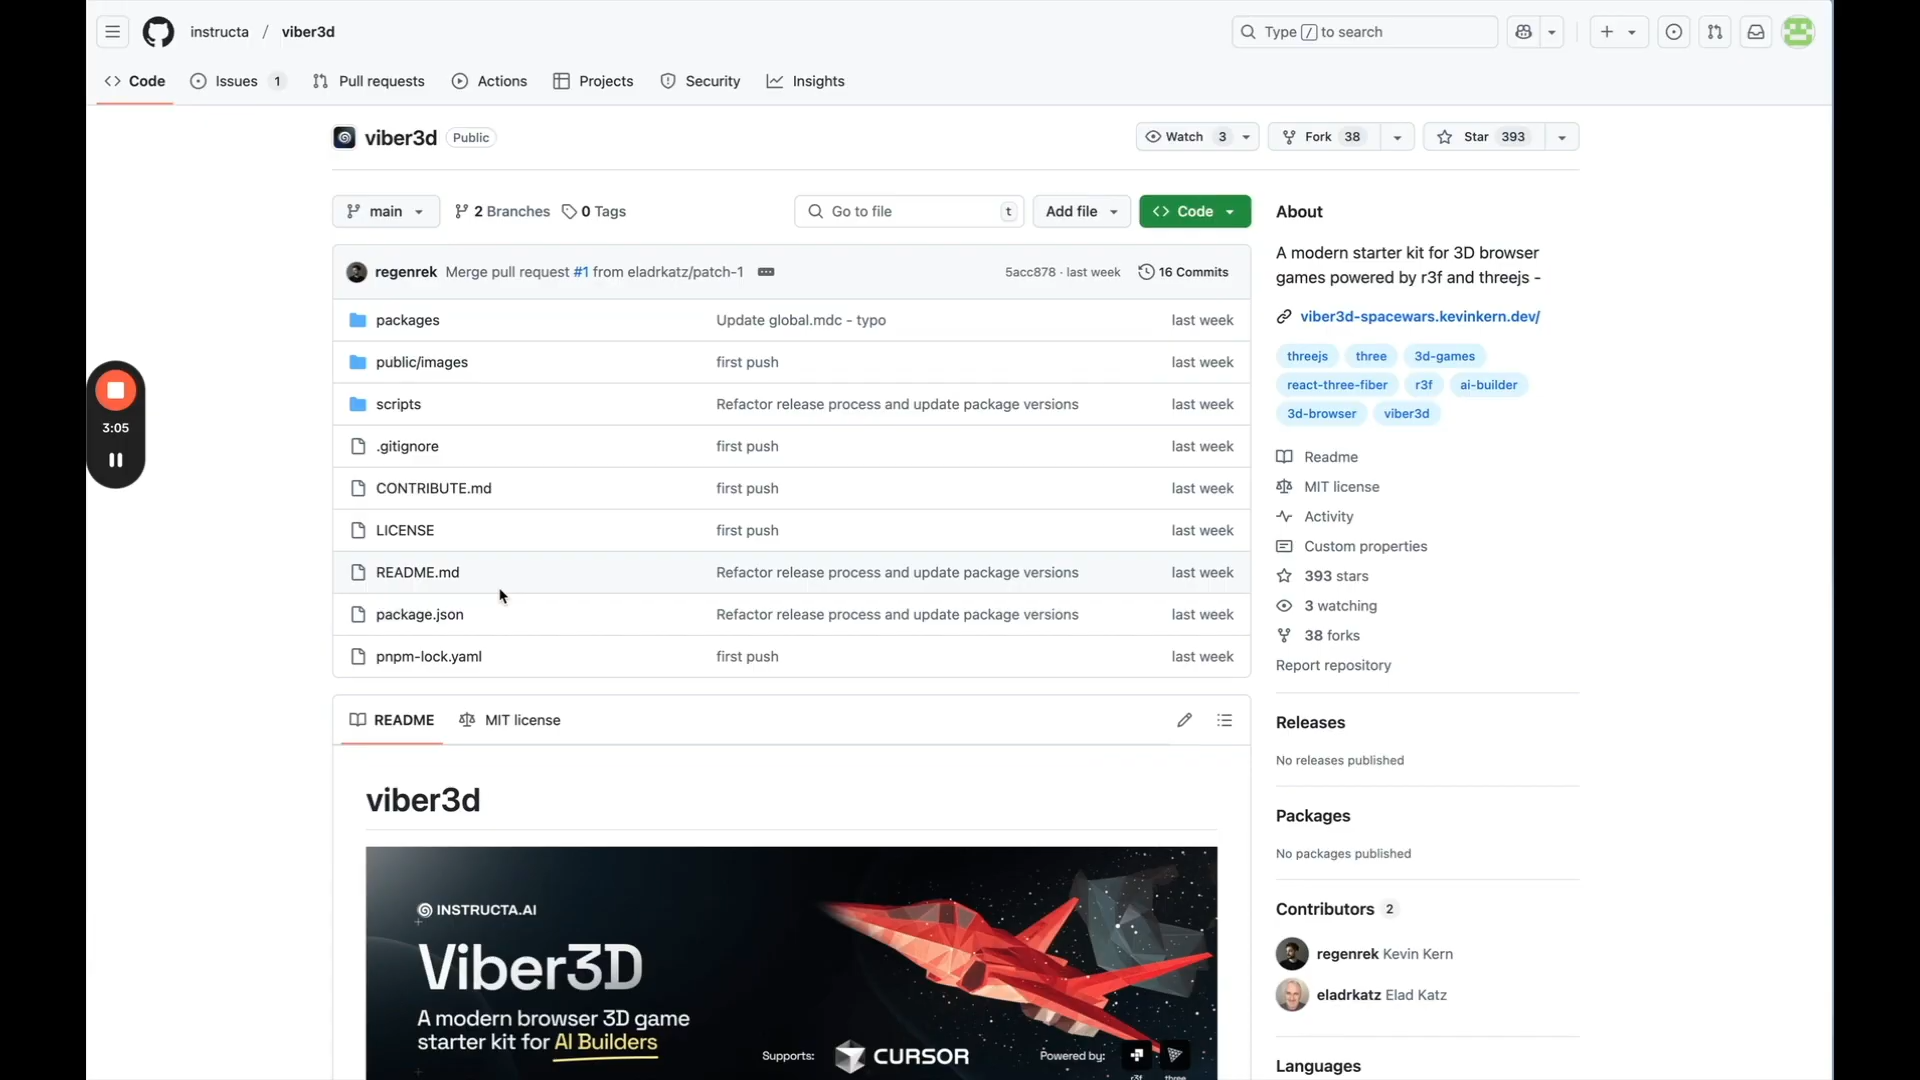 instructa / viber3d
Type / to search
Code
Issues 1
Pull requests
Actions
Projects
Security
Insights
viber3d Public
Watch 3
Fork 38
Star 393
main
2 Branches
0 Tags
Go to file t
Add file
Code
regenrek Merge pull request #1 from eladrkatz/patch-1
5acc878 · last week
16 Commits
packages Update global.mdc - typo last week
public/images first push last week
scripts Refactor release process and update package versions last week
.gitignore first push last week
CONTRIBUTE.md first push last week
LICENSE first push last week
README.md Refactor release process and update package versions last week
package.json Refactor release process and update package versions last week
pnpm-lock.yaml first push last week
README
MIT license
viber3d
INSTRUCTA.AI
Viber3D
A modern browser 3D game
starter kit for AI Builders
Supports: CURSOR Powered by:
r3f three
About
A modern starter kit for 3D browser
games powered by r3f and threejs -
viber3d-spacewars.kevinkern.dev/
threejs three 3d-games
react-three-fiber r3f ai-builder
3d-browser viber3d
Readme
MIT license
Activity
Custom properties
393 stars
3 watching
38 forks
Report repository
Releases
No releases published
Packages
No packages published
Contributors 2
regenrek Kevin Kern
eladrkatz Elad Katz
Languages
3:05